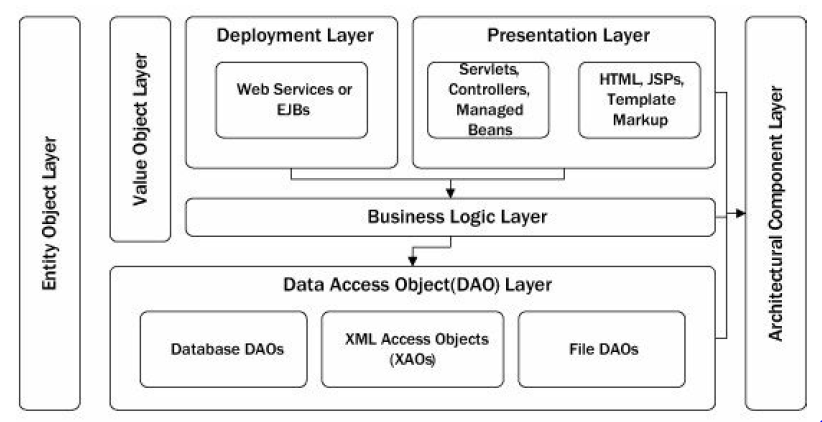 Entity Object Layer
Value Object Layer
Deployment Layer
Web Services or
EJBs
Presentation Layer
Servlets,
Controllers,
Managed
Beans
HTML, JSPs,
Template
Markup
Business Logic Layer
Data Access Object(DAO) Layer
Database DAOs
XML Access Objects
(XAOs)
File DAOs
Architectural Component Layer